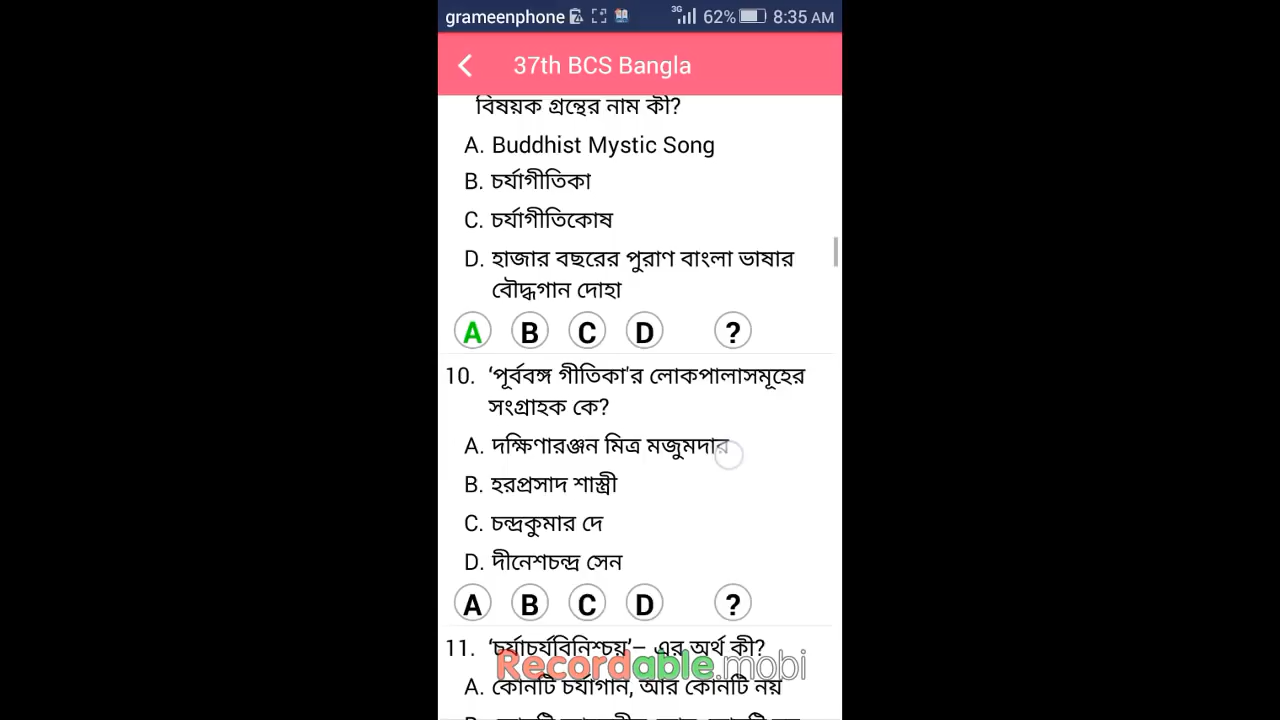 grameenphone 3G 62% 8:35 AM
37th BCS Bangla
বিষয়ক গ্রন্থের নাম কী?
A. Buddhist Mystic Song
B. চর্যাগীতিকা
C. চর্যাগীতিকোষ
D. হাজার বছরের পুরাণ বাংলা ভাষার
বৌদ্ধগান দোহা
A B C D ?
10. ‘পূর্ববঙ্গ গীতিকা'র লোকপালাসমূহের
সংগ্রাহক কে?
A. দক্ষিণারঞ্জন মিত্র মজুমদার
B. হরপ্রসাদ শাস্ত্রী
C. চন্দ্রকুমার দে
D. দীনেশচন্দ্র সেন
A B C D ?
11. ‘চর্যাচর্যবিনিশ্চয়’– এর অর্থ কী?
Recordable.mobi
A. কোনটি চর্যাগান, আর কোনটি নয়